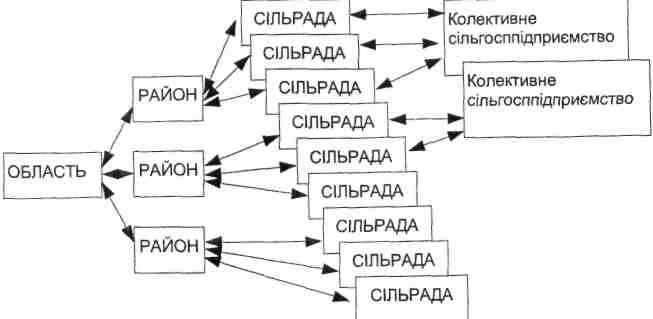 СІЛЬРАДА
Колективне
сільгосппідприємство
СІЛЬРАДА
СІЛЬРАДА
Колективне
сільгосппідприємство
РАЙОН
СІЛЬРАДА
СІЛЬРАДА
ОБЛАСТЬ
РАЙОН
СІЛЬРАДА
СІЛЬРАДА
РАЙОН
СІЛЬРАДА
СІЛЬРАДА